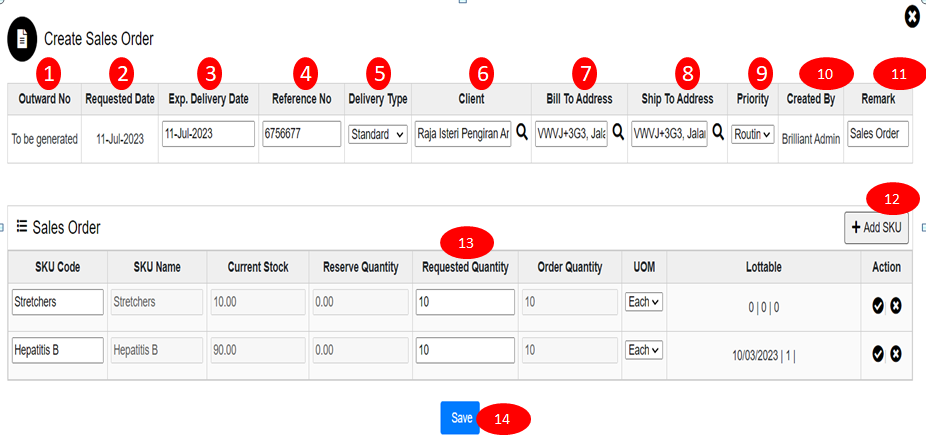 Create Sales Order
1 2 3 4 5 6 7 8 9 10 11
Outward No Requested Date Exp. Delivery Date Reference No Delivery Type Client Bill To Address Ship To Address Priority Created By Remark
To be generated 11-Jul-2023 11-Jul-2023 6756677 Standard Raja Isteri Pengiran Ar VWVJ+3G3, Jala VWVJ+3G3, Jalai Routin Brilliant Admin Sales Order
12
Sales Order + Add SKU
13
SKU Code SKU Name Current Stock Reserve Quantity Requested Quantity Order Quantity UOM Lottable Action
Stretchers Stretchers 10.00 0.00 10 10 Each 0 | 0 | 0
Hepatitis B Hepatitis B 90.00 0.00 10 10 Each 10/03/2023 | 1 |
Save 14